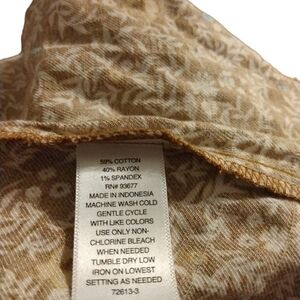 59% COTTON
40% RAYON
1% SPANDEX
RN# 93677
MADE IN INDONESIA
MACHINE WASH COLD
GENTLE CYCLE
WITH LIKE COLORS
USE ONLY NON-
CHLORINE BLEACH
WHEN NEEDED
TUMBLE DRY LOW
IRON ON LOWEST
SETTING AS NEEDED
72613-3